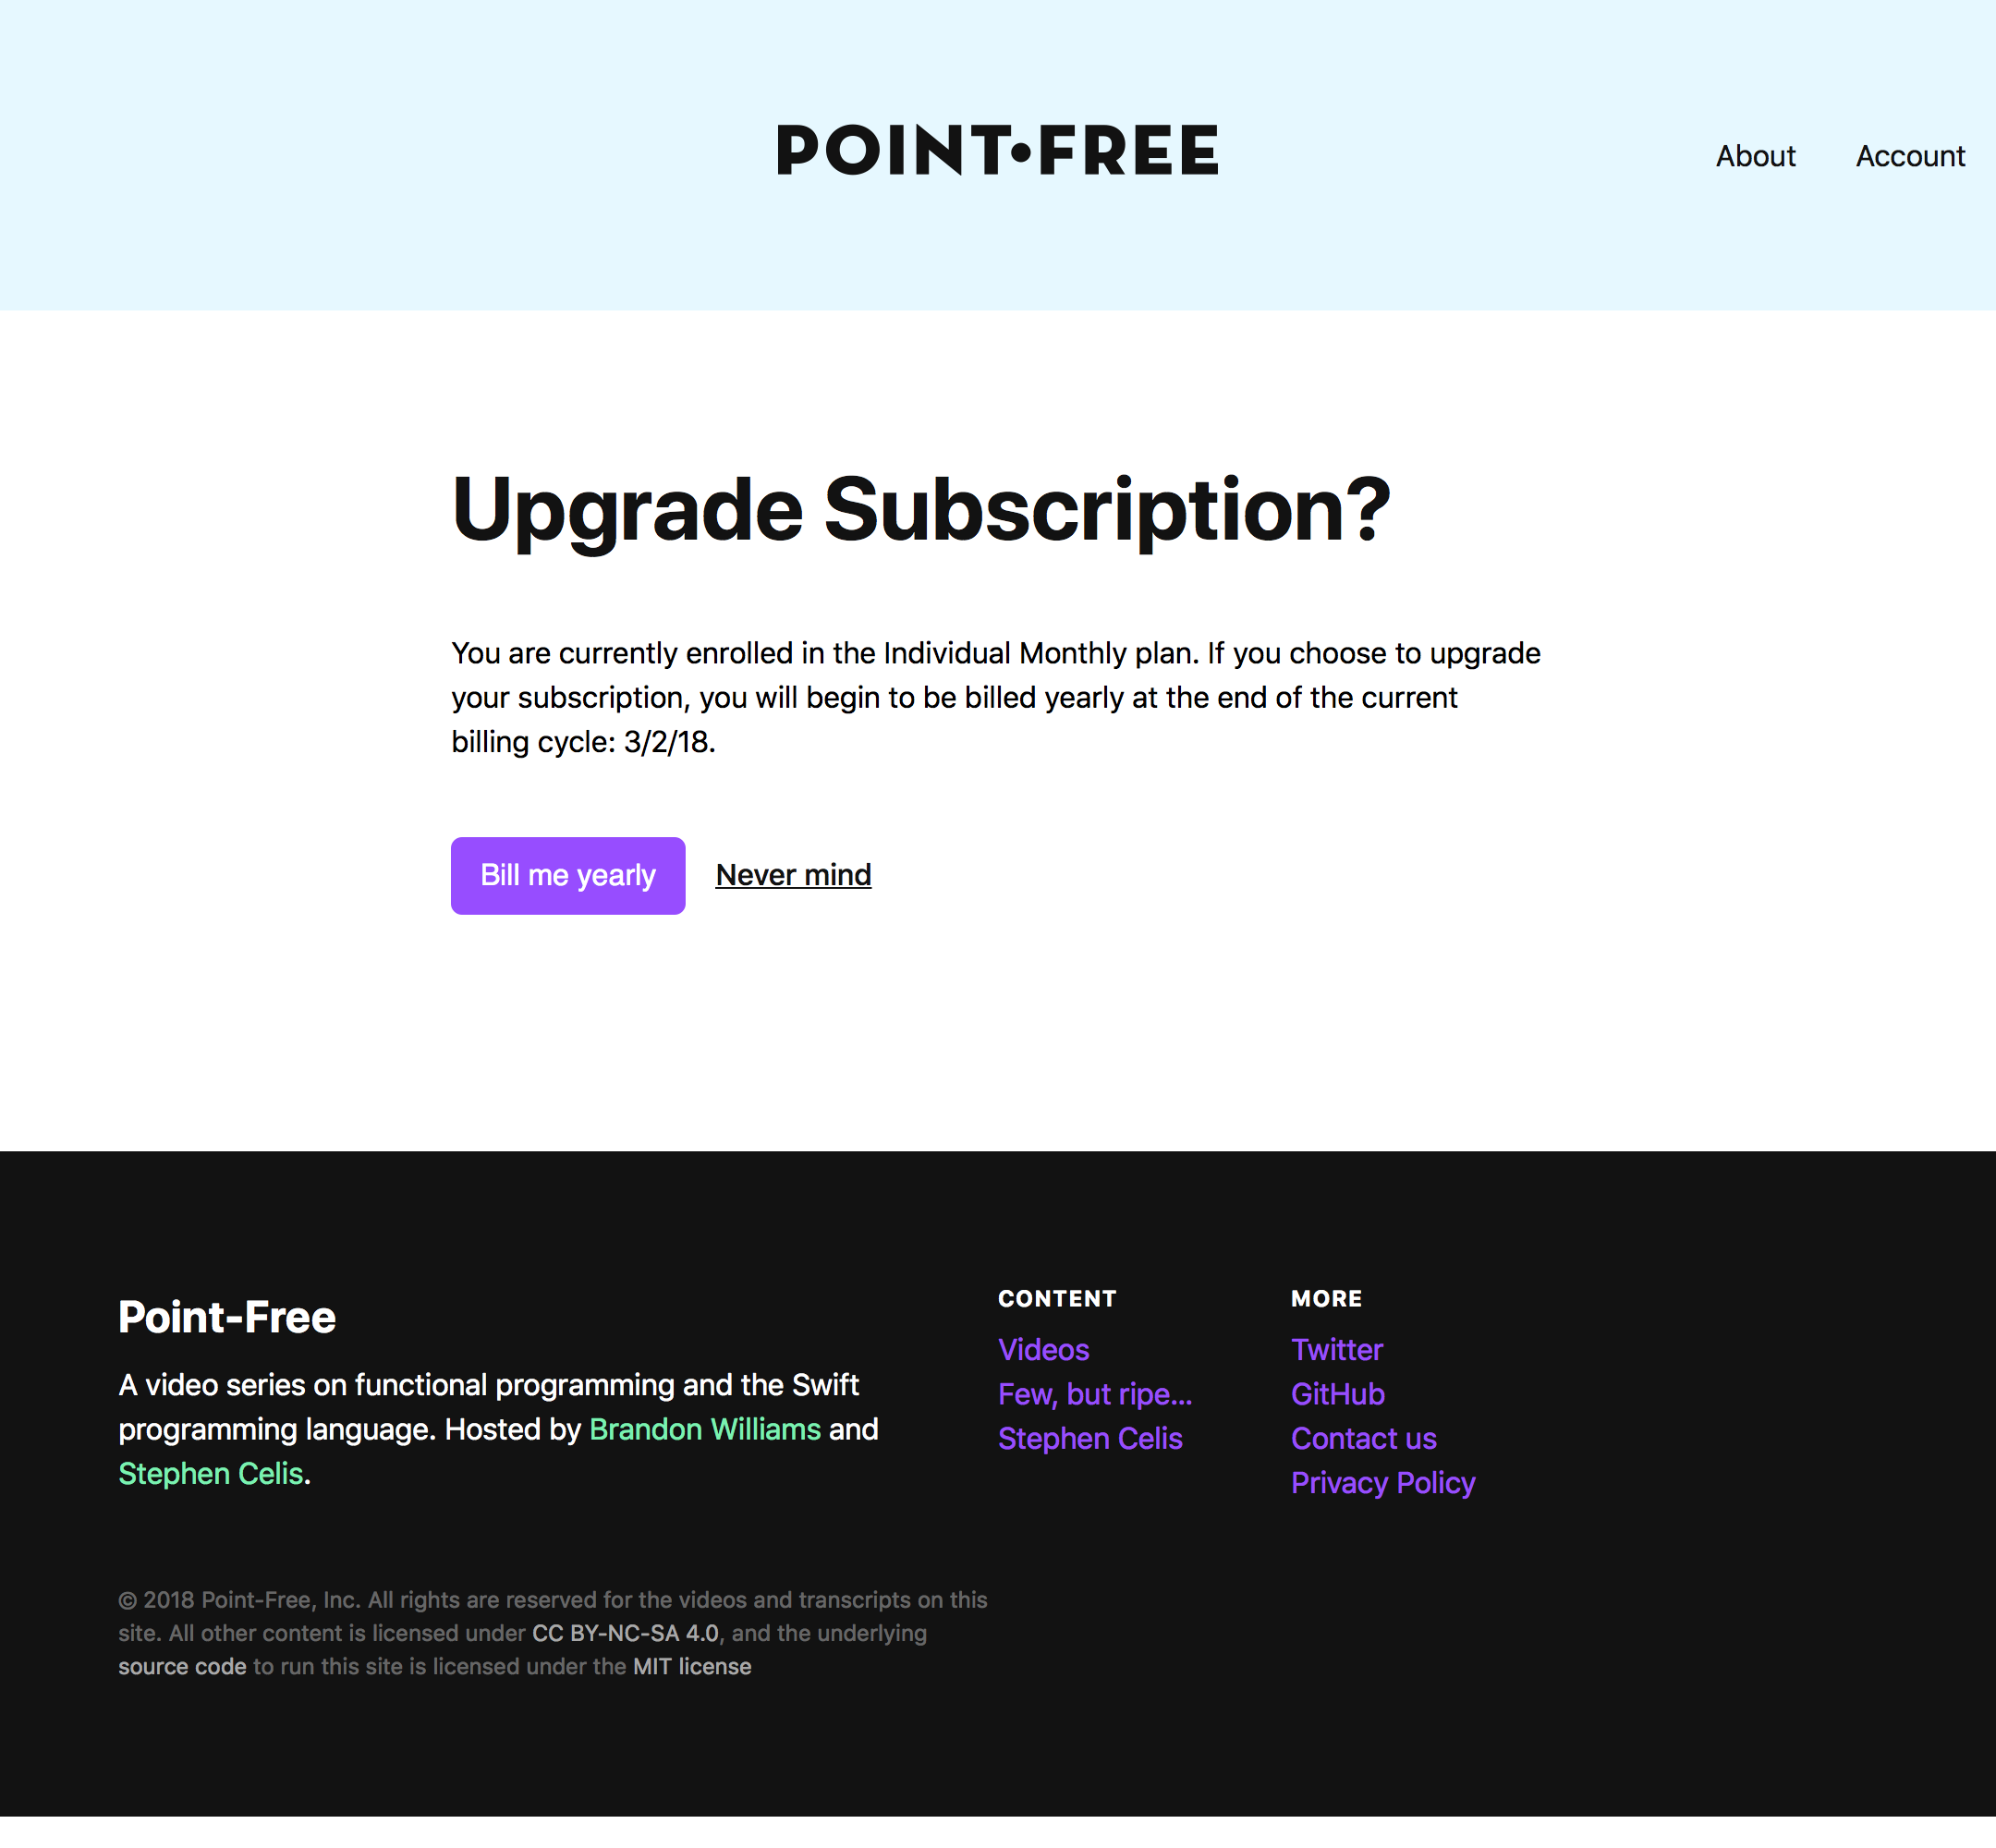 POINT•FREE
About Account
Upgrade Subscription?
You are currently enrolled in the Individual Monthly plan. If you choose to upgrade
your subscription, you will begin to be billed yearly at the end of the current
billing cycle: 3/2/18.
Bill me yearly Never mind
Point-Free
A video series on functional programming and the Swift
programming language. Hosted by Brandon Williams and
Stephen Celis.
CONTENT
Videos
Few, but ripe...
Stephen Celis
MORE
Twitter
GitHub
Contact us
Privacy Policy
© 2018 Point-Free, Inc. All rights are reserved for the videos and transcripts on this
site. All other content is licensed under CC BY-NC-SA 4.0, and the underlying
source code to run this site is licensed under the MIT license